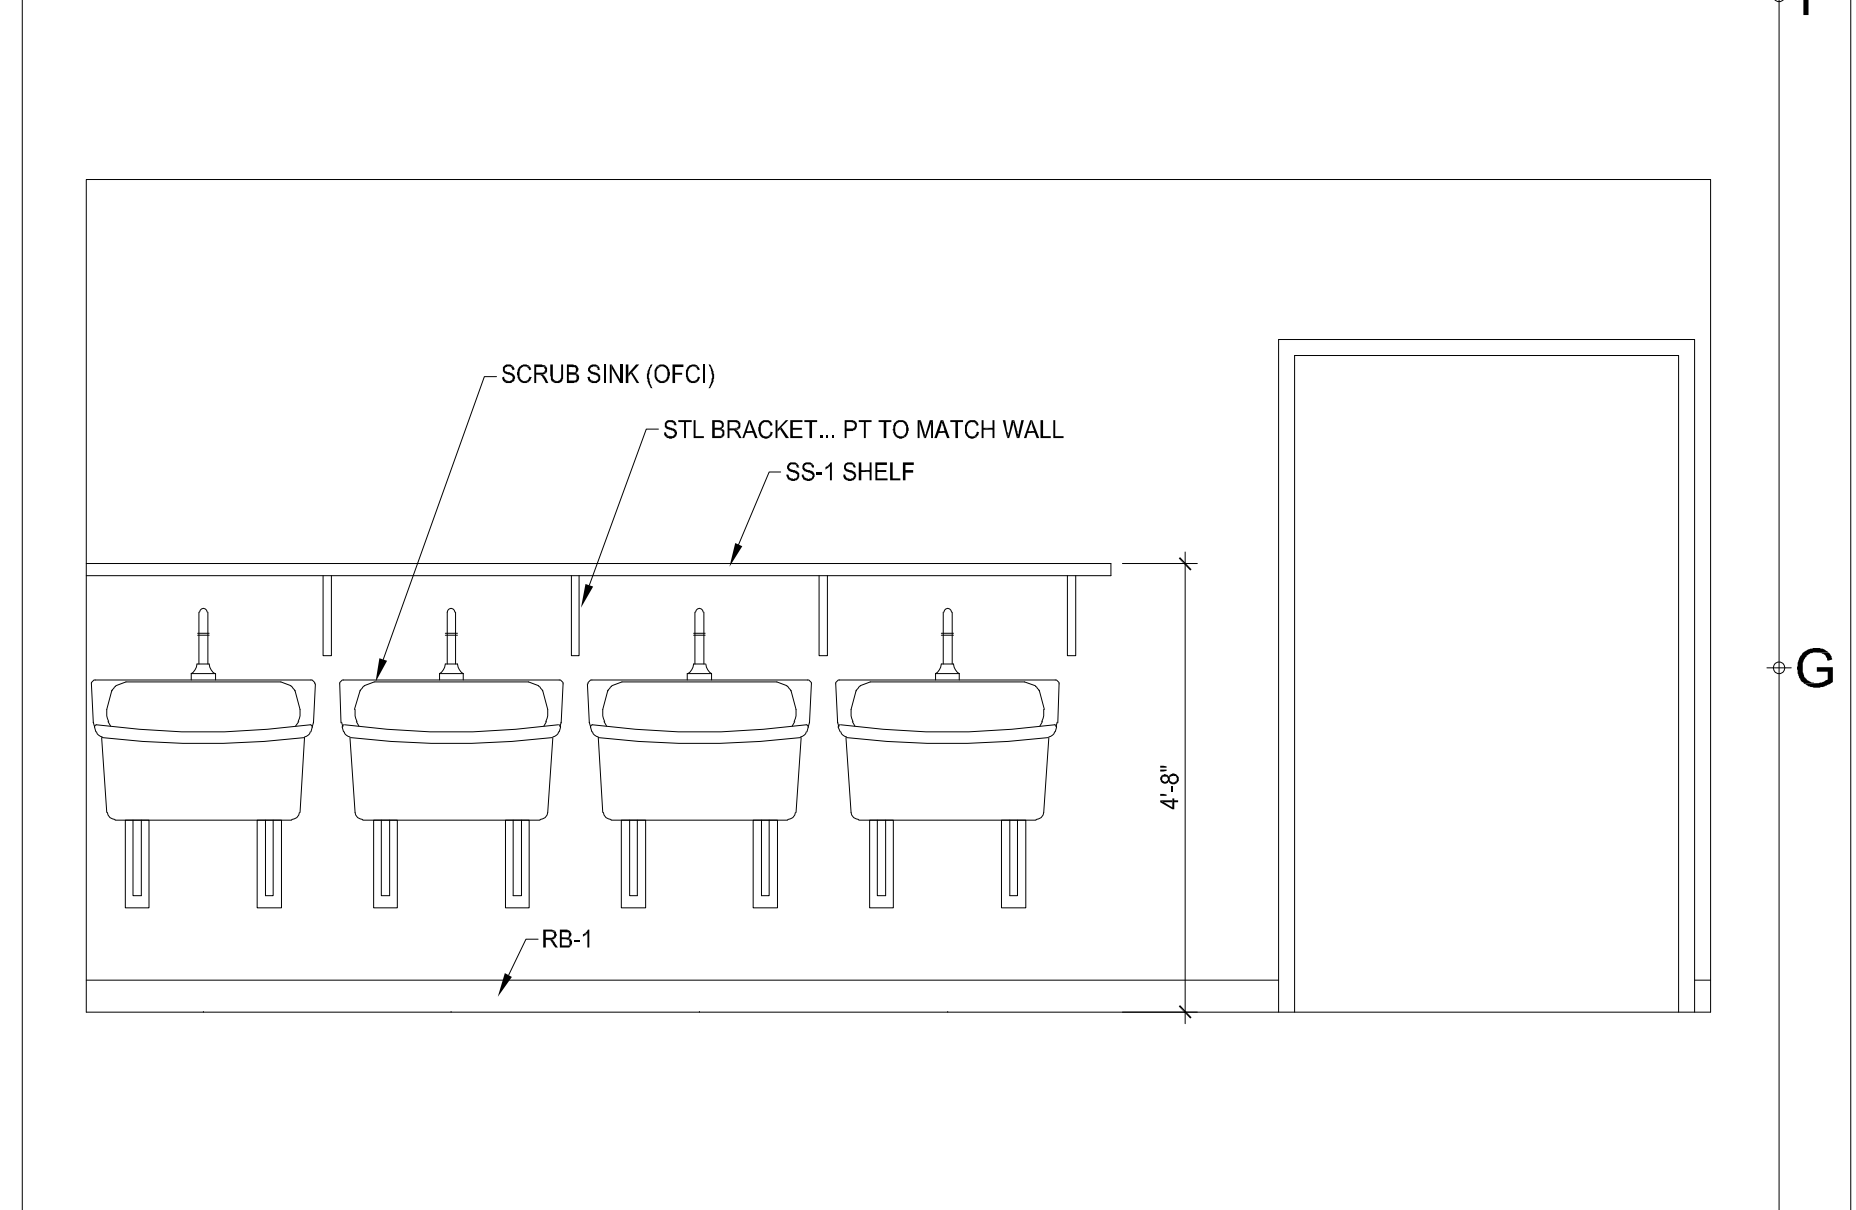 SCRUB SINK (OFCI)
STL BRACKET... PT TO MATCH WALL
SS-1 SHELF
G
4'-8"
RB-1